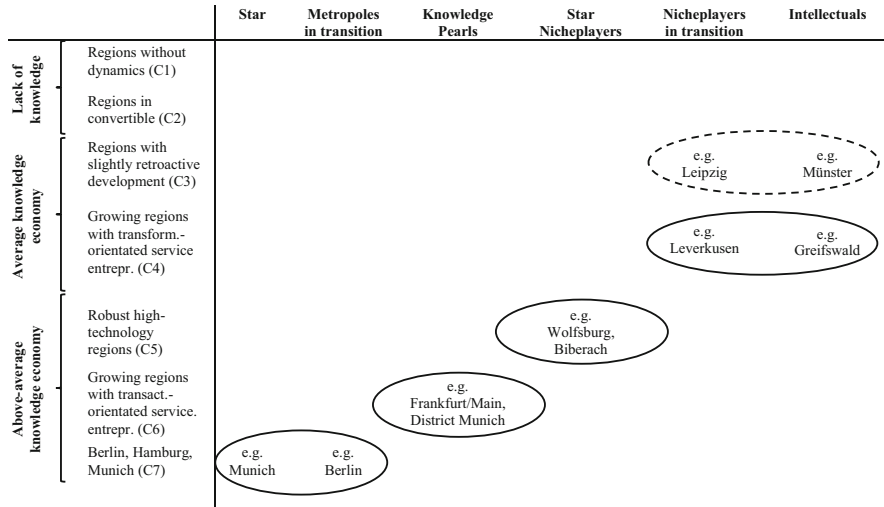 Star
Metropoles
in transition
Knowledge
Pearls
Star
Nicheplayers
Nicheplayers
in transition
Intellectuals
Lack of
knowledge
Regions without
dynamics (C1)
Regions in
convertible (C2)
Average knowledge
economy
Regions with
slightly retroactive
development (C3)
e.g.
Leipzig
e.g.
Münster
Growing regions
with transform.-
orientated service
entrepr. (C4)
e.g.
Leverkusen
e.g.
Greifswald
Above-average
knowledge economy
Robust high-
technology
regions (C5)
e.g.
Wolfsburg,
Biberach
Growing regions
with transact.-
orientated service.
entrepr. (C6)
e.g.
Frankfurt/Main,
District Munich
Berlin, Hamburg,
Munich (C7)
e.g.
Munich
e.g.
Berlin